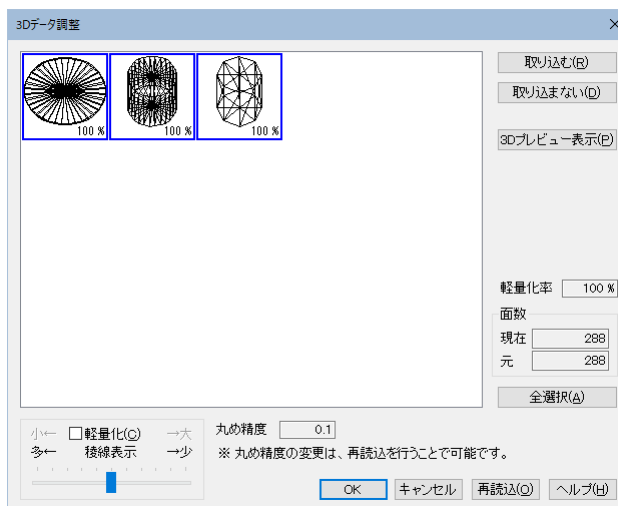 3Dデータ調整
100 %
100 %
100 %
取り込む(R)
取り込まない(D)
3Dプレビュー表示(P)
軽量化率 100 %
面数
現在 288
元 288
全選択(A)
小← 軽量化(C) →大
多← 稜線表示 →少
丸め精度 0.1
※ 丸め精度の変更は、再読込を行うことで可能です。
OK キャンセル 再読込(O) ヘルプ(H)